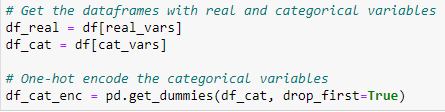 # Get the dataframes with real and categorical variables
df_real = df[real_vars]
df_cat = df[cat_vars]
# One-hot encode the categorical variables
df_cat_enc = pd.get_dummies(df_cat, drop_first=True)